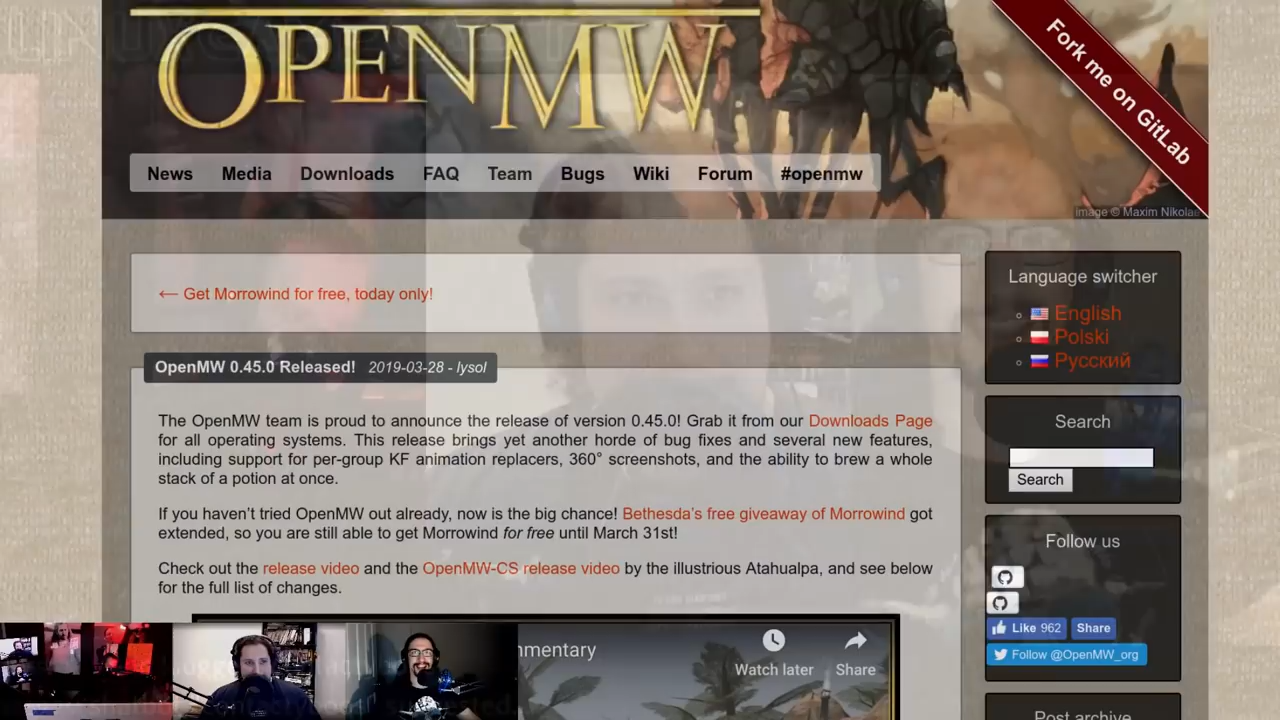 OPENMW
Fork me on GitLab
News Media Downloads FAQ Team Bugs Wiki Forum #openmw
image © Maxim Nikolae
← Get Morrowind for free, today only!
Language switcher
English
Polski
Русский
OpenMW 0.45.0 Released! 2019-03-28 - lysol
The OpenMW team is proud to announce the release of version 0.45.0! Grab it from our Downloads Page
for all operating systems. This release brings yet another horde of bug fixes and several new features,
including support for per-group KF animation replacers, 360° screenshots, and the ability to brew a whole
stack of a potion at once.
Search
Search
If you haven't tried OpenMW out already, now is the big chance! Bethesda's free giveaway of Morrowind got
extended, so you are still able to get Morrowind for free until March 31st!
Check out the release video and the OpenMW-CS release video by the illustrious Atahualpa, and see below
for the full list of changes.
Follow us
Like 962 Share
Follow @OpenMW_org
nmentary
Watch later Share
Post archive